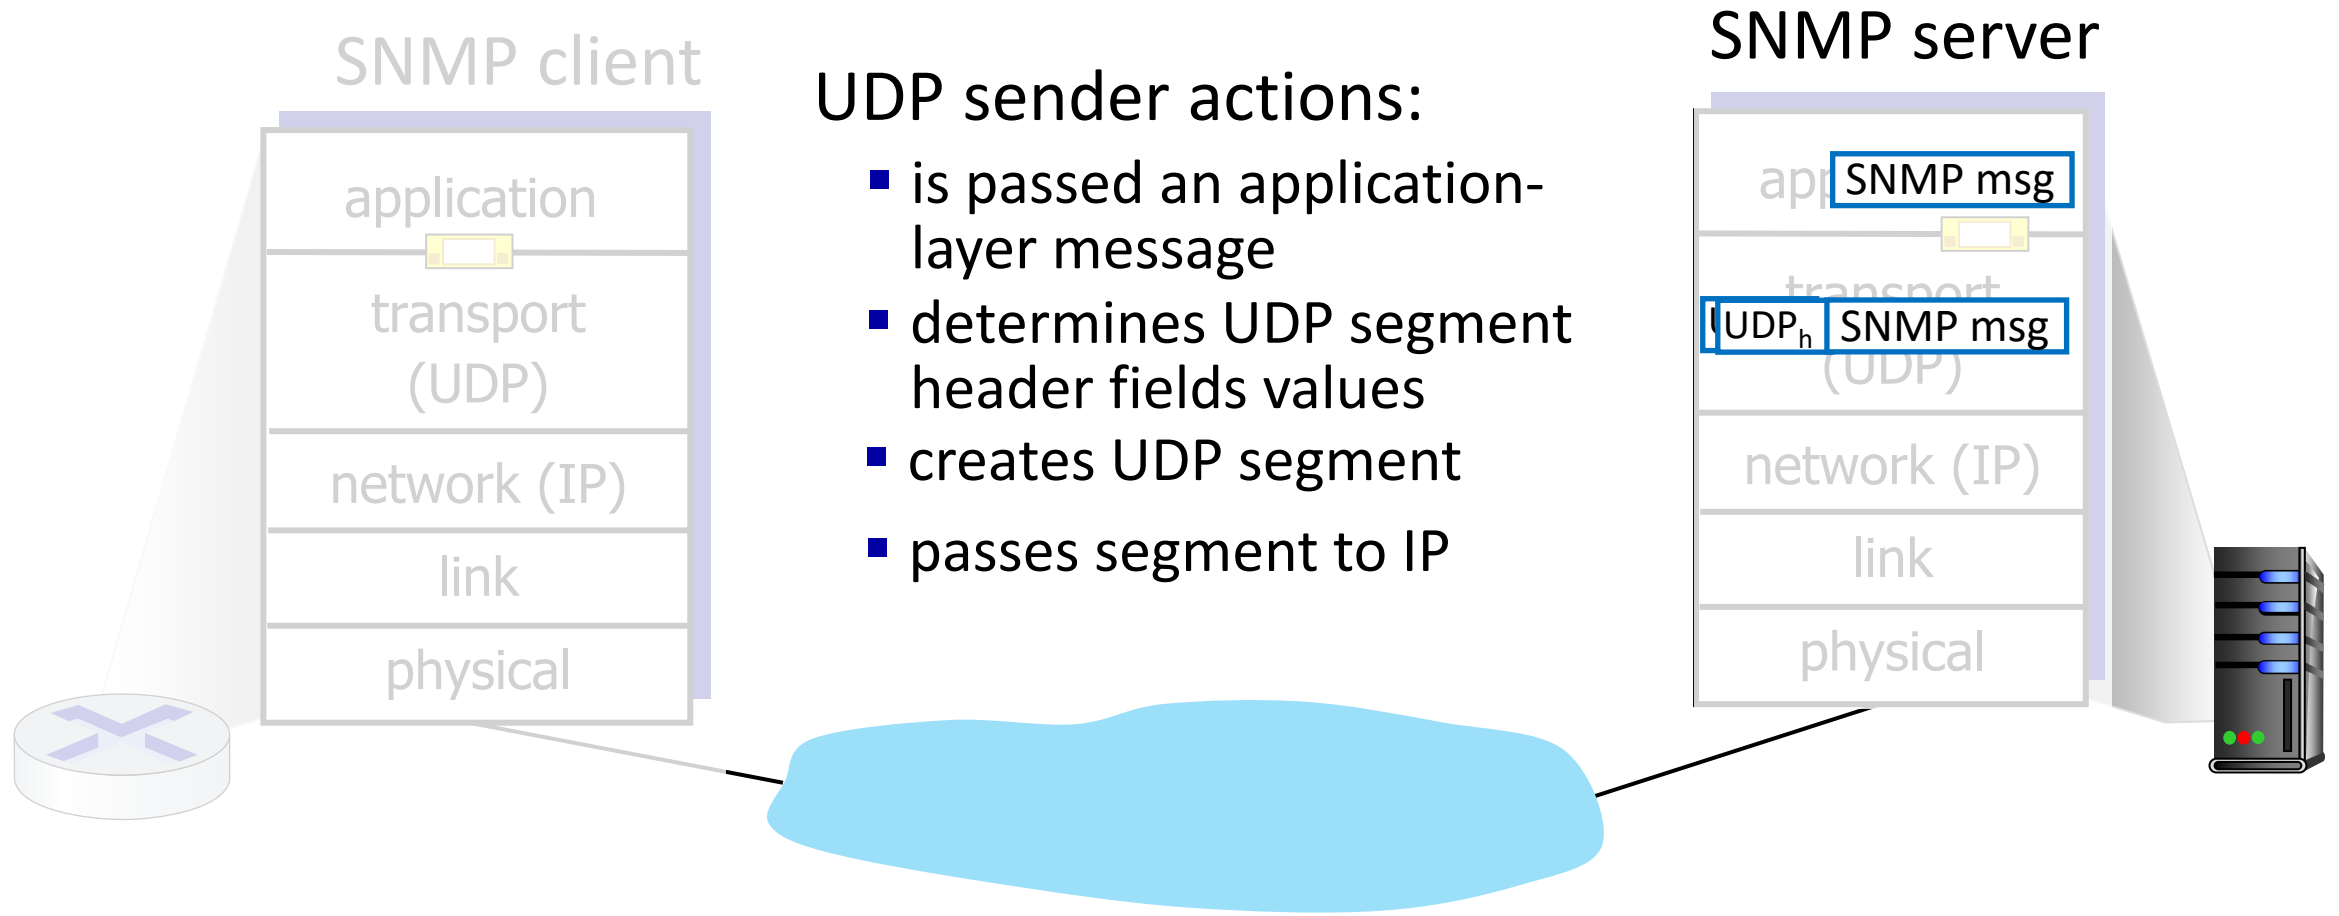 SNMP client
application
transport
(UDP)
network (IP)
link
physical
UDP sender actions:
is passed an application-
layer message
determines UDP segment
header fields values
creates UDP segment
passes segment to IP
SNMP server
SNMP msg
transport
UDPh SNMP msg
(UDP)
network (IP)
link
physical